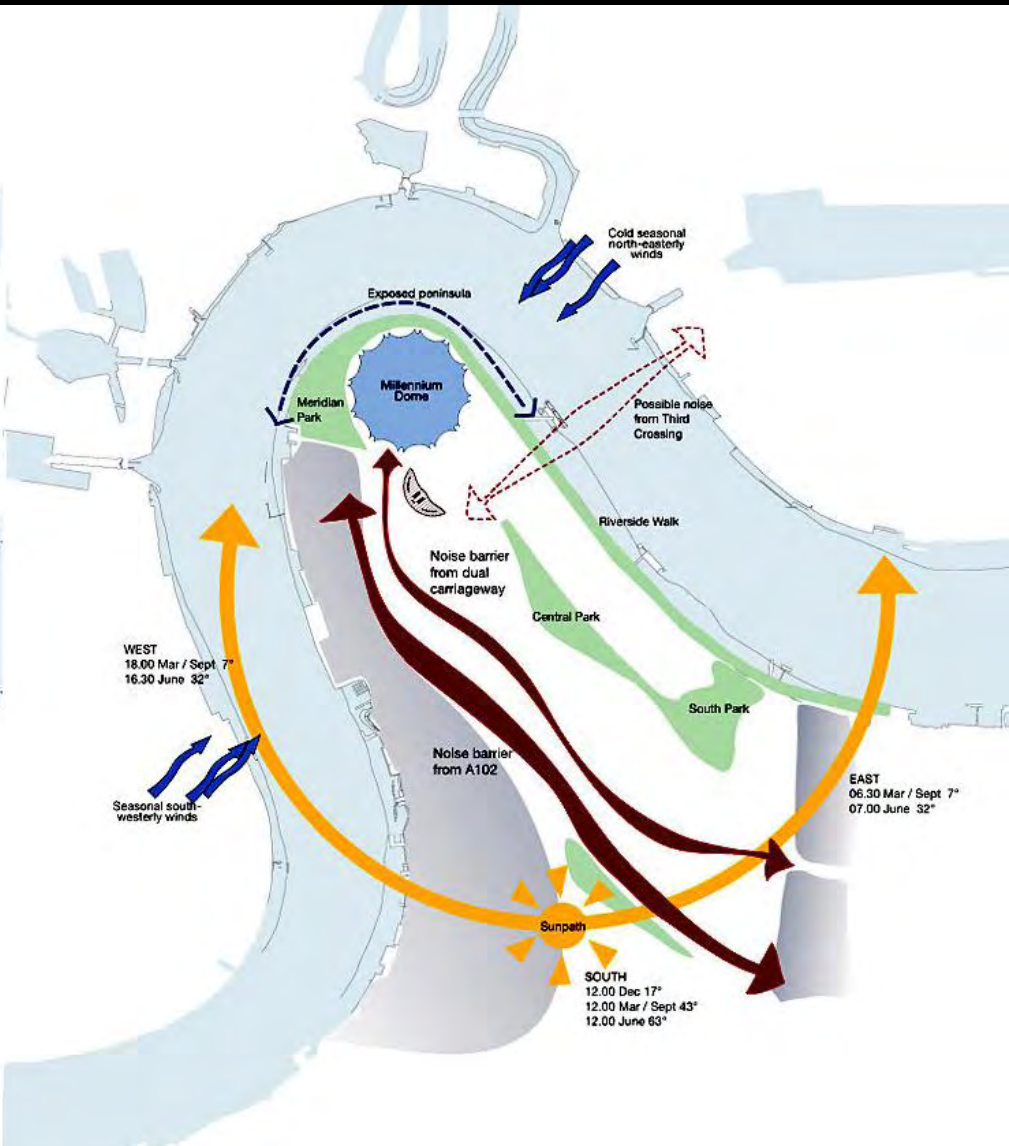 Cold seasonal
north-easterly
winds
Exposed peninsula
Millennium
Dome
Meridian
Park
Possible noise
from Third
Crossing
Riverside Walk
Noise barrier
from dual
carriageway
Central Park
WEST
18.00 Mar / Sept 7°
16.30 June 32°
South Park
Noise barrier
from A102
Seasonal south-
westerly winds
EAST
06.30 Mar / Sept 7°
07.00 June 32°
Sunpath
SOUTH
12.00 Dec 17°
12.00 Mar / Sept 43°
12.00 June 63°